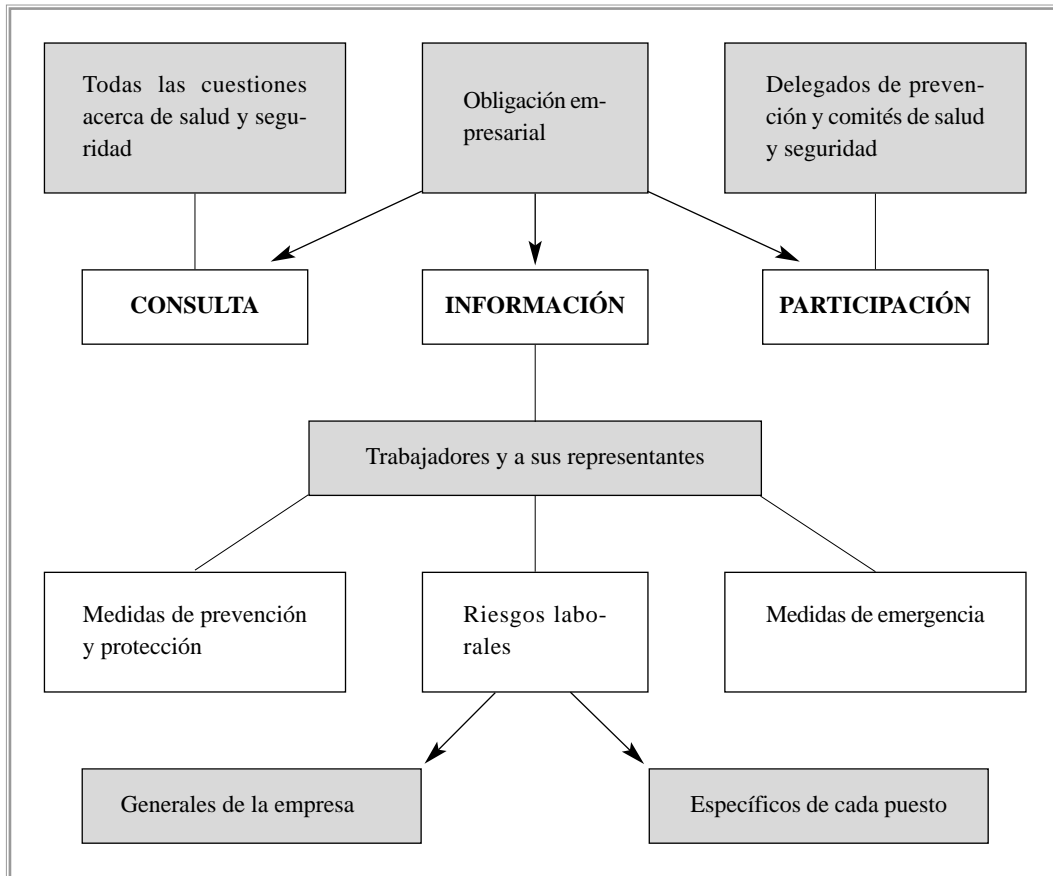 Todas las cuestiones
acerca de salud y segu-
ridad
Obligación em-
presarial
Delegados de preven-
ción y comités de salud
y seguridad
CONSULTA
INFORMACIÓN
PARTICIPACIÓN
Trabajadores y a sus representantes
Medidas de prevención
y protección
Riesgos labo-
rales
Medidas de emergencia
Generales de la empresa
Específicos de cada puesto